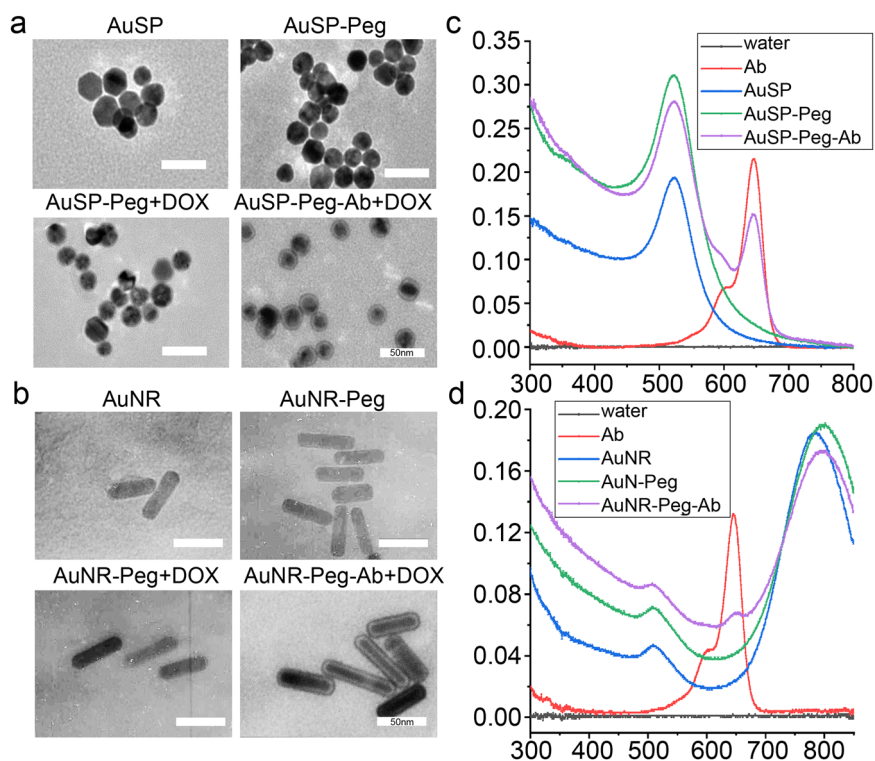 a
AuSP
AuSP-Peg
AuSP-Peg+DOX
AuSP-Peg-Ab+DOX
50nm
b
AuNR
AuNR-Peg
AuNR-Peg+DOX
AuNR-Peg-Ab+DOX
50nm
c
0.35
0.30
0.25
0.20
0.15
0.10
0.05
0.00
300 400 500 600 700 800
water
Ab
AuSP
AuSP-Peg
AuSP-Peg-Ab
d
0.20
0.16
0.12
0.08
0.04
0.00
300 400 500 600 700 800
water
Ab
AuNR
AuN-Peg
AuNR-Peg-Ab